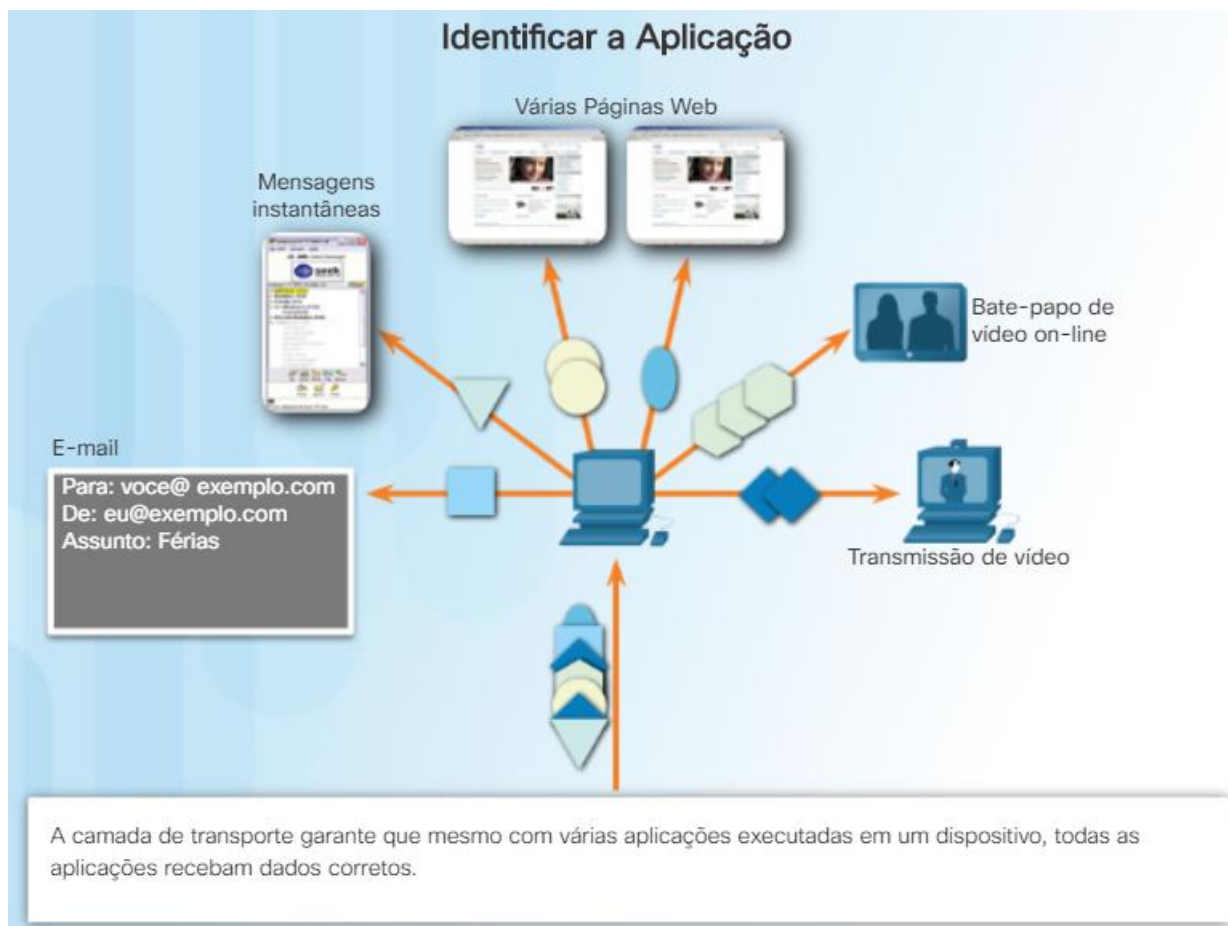 Identificar a Aplicação
Várias Páginas Web
Mensagens
instantâneas
seek
Bate-papo de
vídeo on-line
E-mail
Para: voce@ exemplo.com
De: eu@exemplo.com
Assunto: Férias
Transmissão de vídeo
A camada de transporte garante que mesmo com várias aplicações executadas em um dispositivo, todas as
aplicações recebam dados corretos.